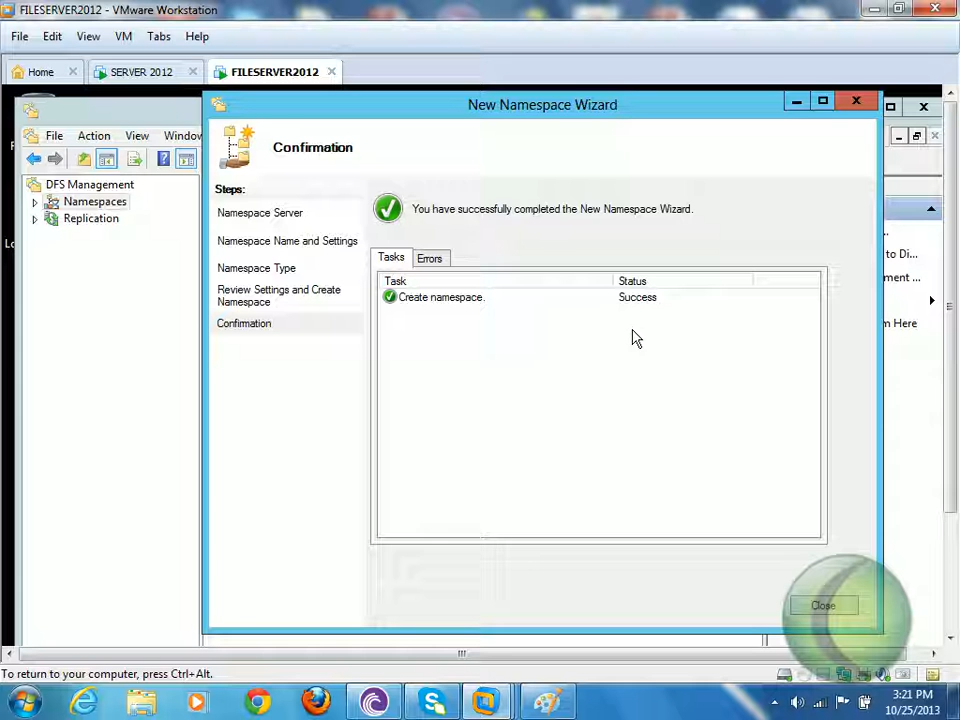 FILESERVER2012 - VMware Workstation
File Edit View VM Tabs Help
Home SERVER 2012 FILESERVER2012
New Namespace Wizard
File Action View Window
Confirmation
DFS Management
Namespaces
Replication
Steps:
Namespace Server
Namespace Name and Settings
Namespace Type
Review Settings and Create
Namespace
Confirmation
You have successfully completed the New Namespace Wizard.
Tasks Errors
Task Status
Create namespace. Success
to Di...
Here
Close
To return to your computer, press Ctrl+Alt.
3:21 PM
10/25/2013